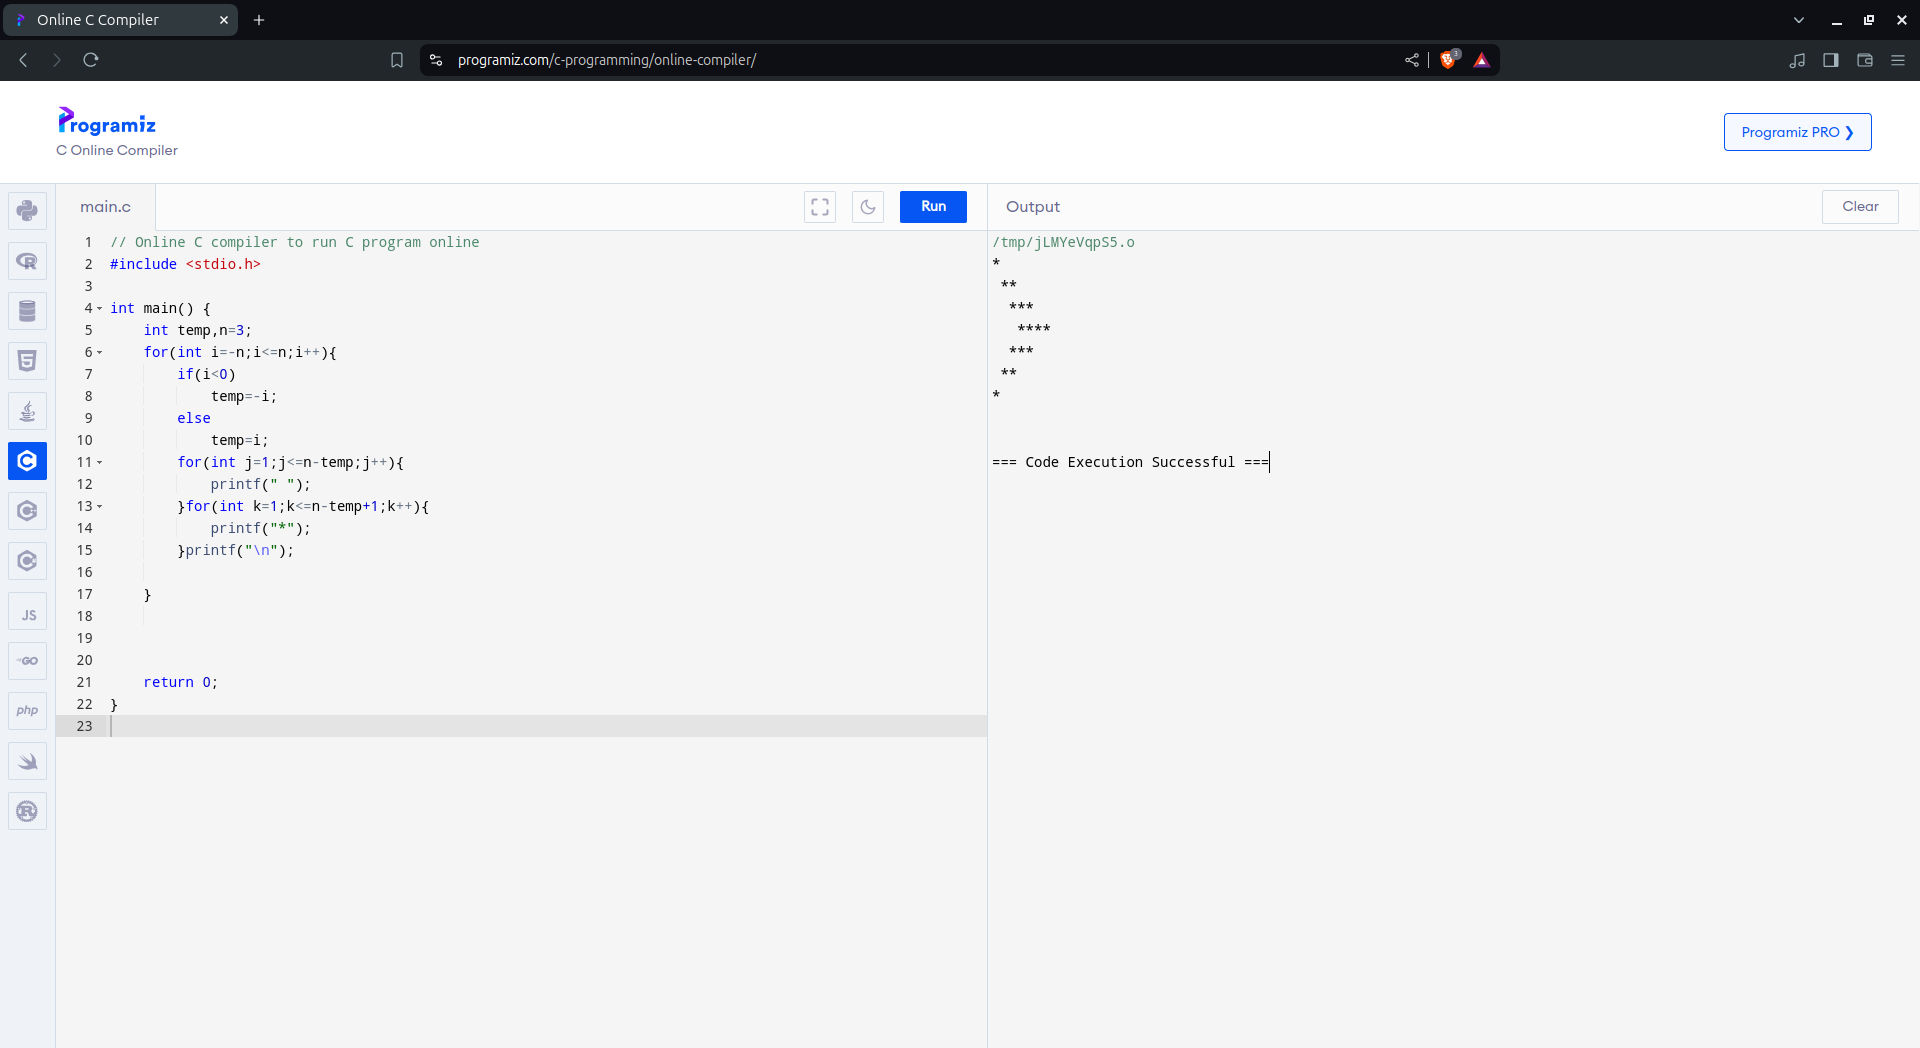 Online C Compiler
programiz.com/c-programming/online-compiler/
3
Programiz
C Online Compiler
Programiz PRO ❯
main.c
Run
Output
Clear
1 // Online C compiler to run C program online
2 #include <stdio.h>
3
4 int main() {
5     int temp,n=3;
6     for(int i=-n;i<=n;i++){
7         if(i<0)
8             temp=-i;
9         else
10             temp=i;
11         for(int j=1;j<=n-temp;j++){
12             printf(" ");
13         }for(int k=1;k<=n-temp+1;k++){
14             printf("*");
15         }printf("\n");
16
17     }
18
19
20
21     return 0;
22 }
23
/tmp/jLMYeVqpS5.o
*
 **
  ***
   ****
  ***
 **
*
=== Code Execution Successful ===
JS
GO
php